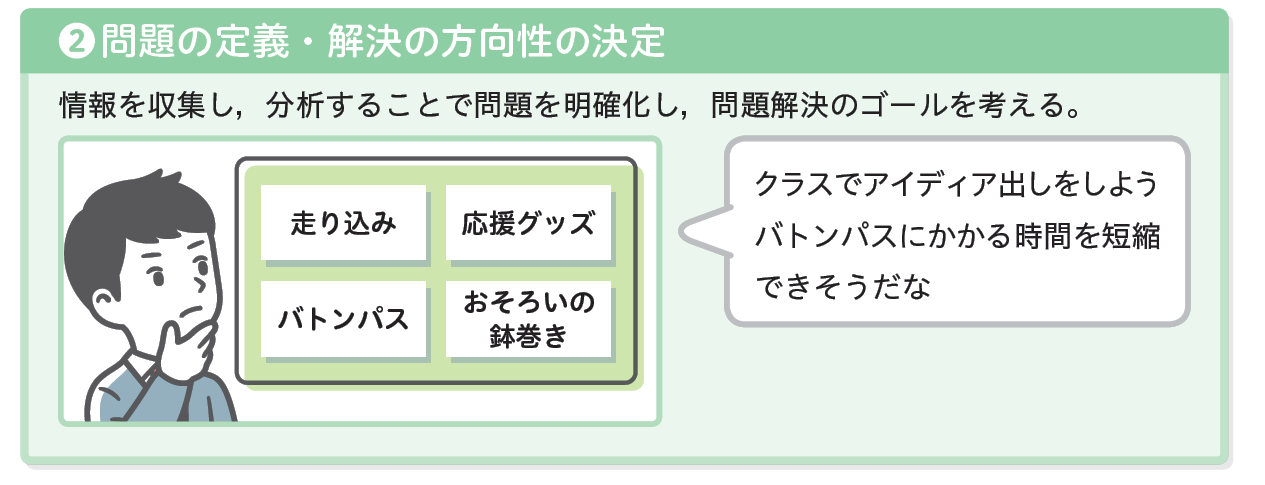 ❷問題の定義・解決の方向性の決定
情報を収集し，分析することで問題を明確化し，問題解決のゴールを考える。
走り込み
応援グッズ
バトンパス
おそろいの
鉢巻き
クラスでアイディア出しをしよう
バトンパスにかかる時間を短縮
できそうだな